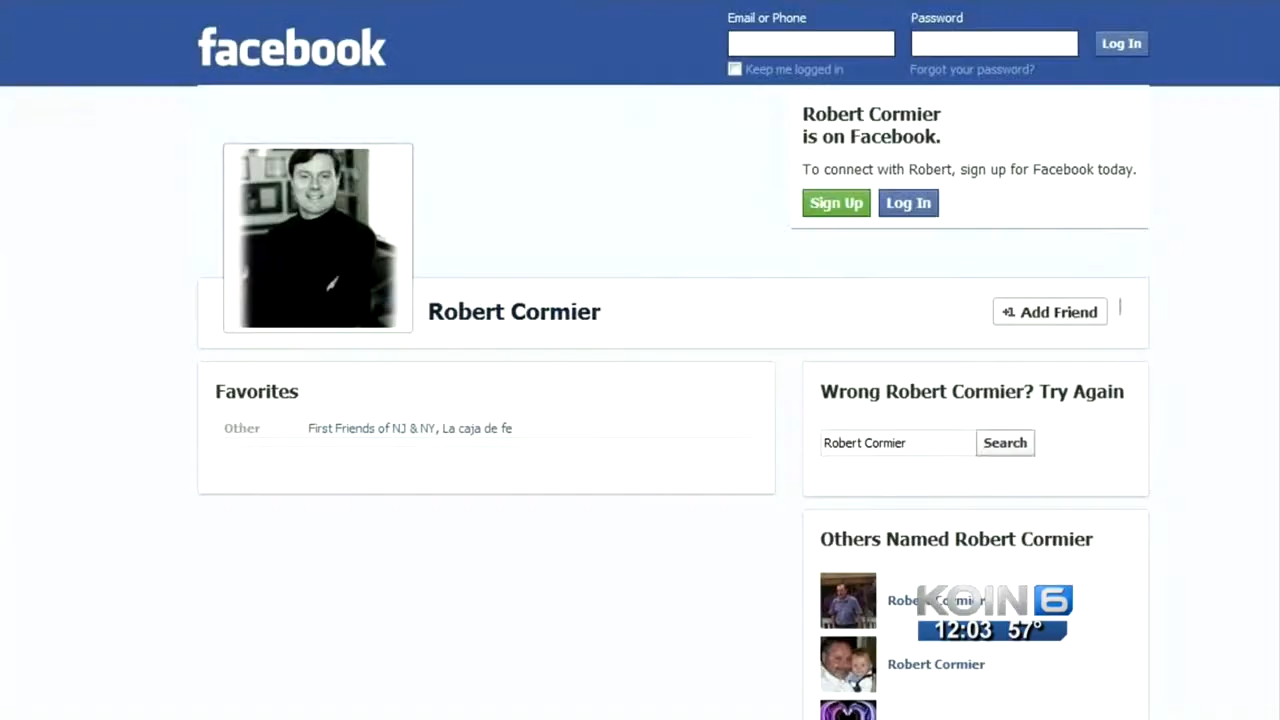 facebook
Email or Phone
Password
Log In
Keep me logged in
Forgot your password?
Robert Cormier
is on Facebook.
To connect with Robert, sign up for Facebook today.
Sign Up
Log In
Robert Cormier
+1 Add Friend
Favorites
Other
First Friends of NJ & NY, La caja de fe
Wrong Robert Cormier? Try Again
Robert Cormier
Search
Others Named Robert Cormier
Robert Cormier
KOIN 6
12:03 57°
Robert Cormier